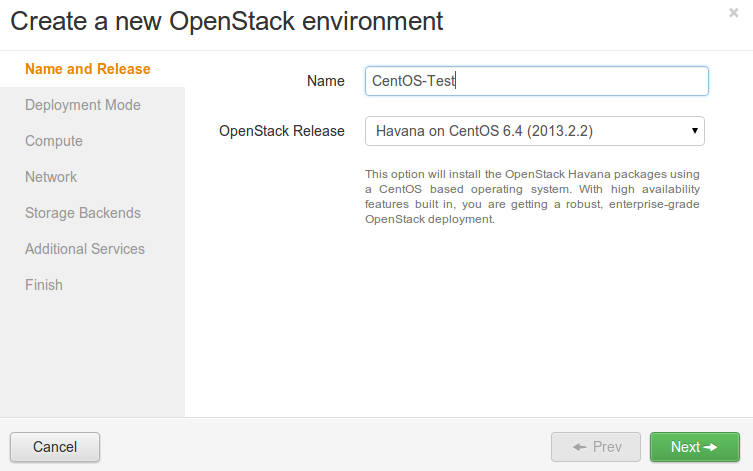 Create a new OpenStack environment
×
Name and Release
Deployment Mode
Compute
Network
Storage Backends
Additional Services
Finish
Name
CentOS-Test
OpenStack Release
Havana on CentOS 6.4 (2013.2.2)
This option will install the OpenStack Havana packages using
a CentOS based operating system. With high availability
features built in, you are getting a robust, enterprise-grade
OpenStack deployment.
Cancel
Prev
Next